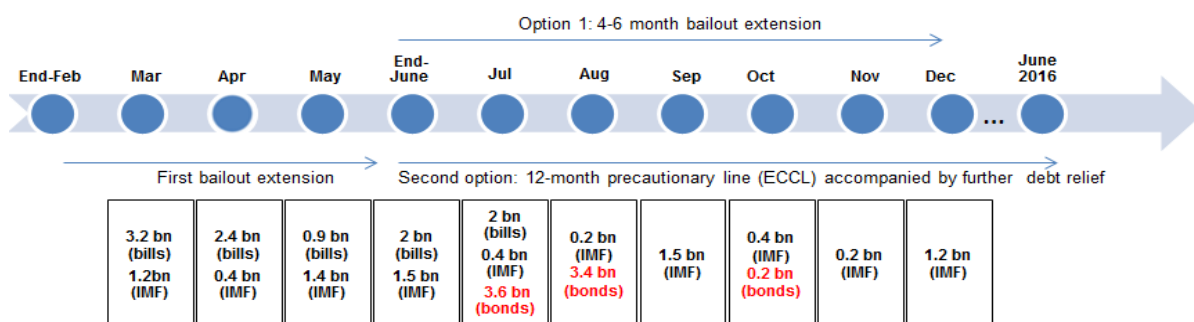 Option 1: 4-6 month bailout extension
End-Feb
Mar
Apr
May
End-
June
Jul
Aug
Sep
Oct
Nov
Dec
June
2016
...
First bailout extension
Second option: 12-month precautionary line (ECCL) accompanied by further debt relief
3.2 bn
(bills)
1.2bn
(IMF)
2.4 bn
(bills)
0.4 bn
(IMF)
0.9 bn
(bills)
1.4 bn
(IMF)
2 bn
(bills)
1.5 bn
(IMF)
2 bn
(bills)
0.4 bn
(IMF)
3.6 bn
(bonds)
0.2 bn
(IMF)
3.4 bn
(bonds)
1.5 bn
(IMF)
0.4 bn
(IMF)
0.2 bn
(bonds)
0.2 bn
(IMF)
1.2 bn
(IMF)